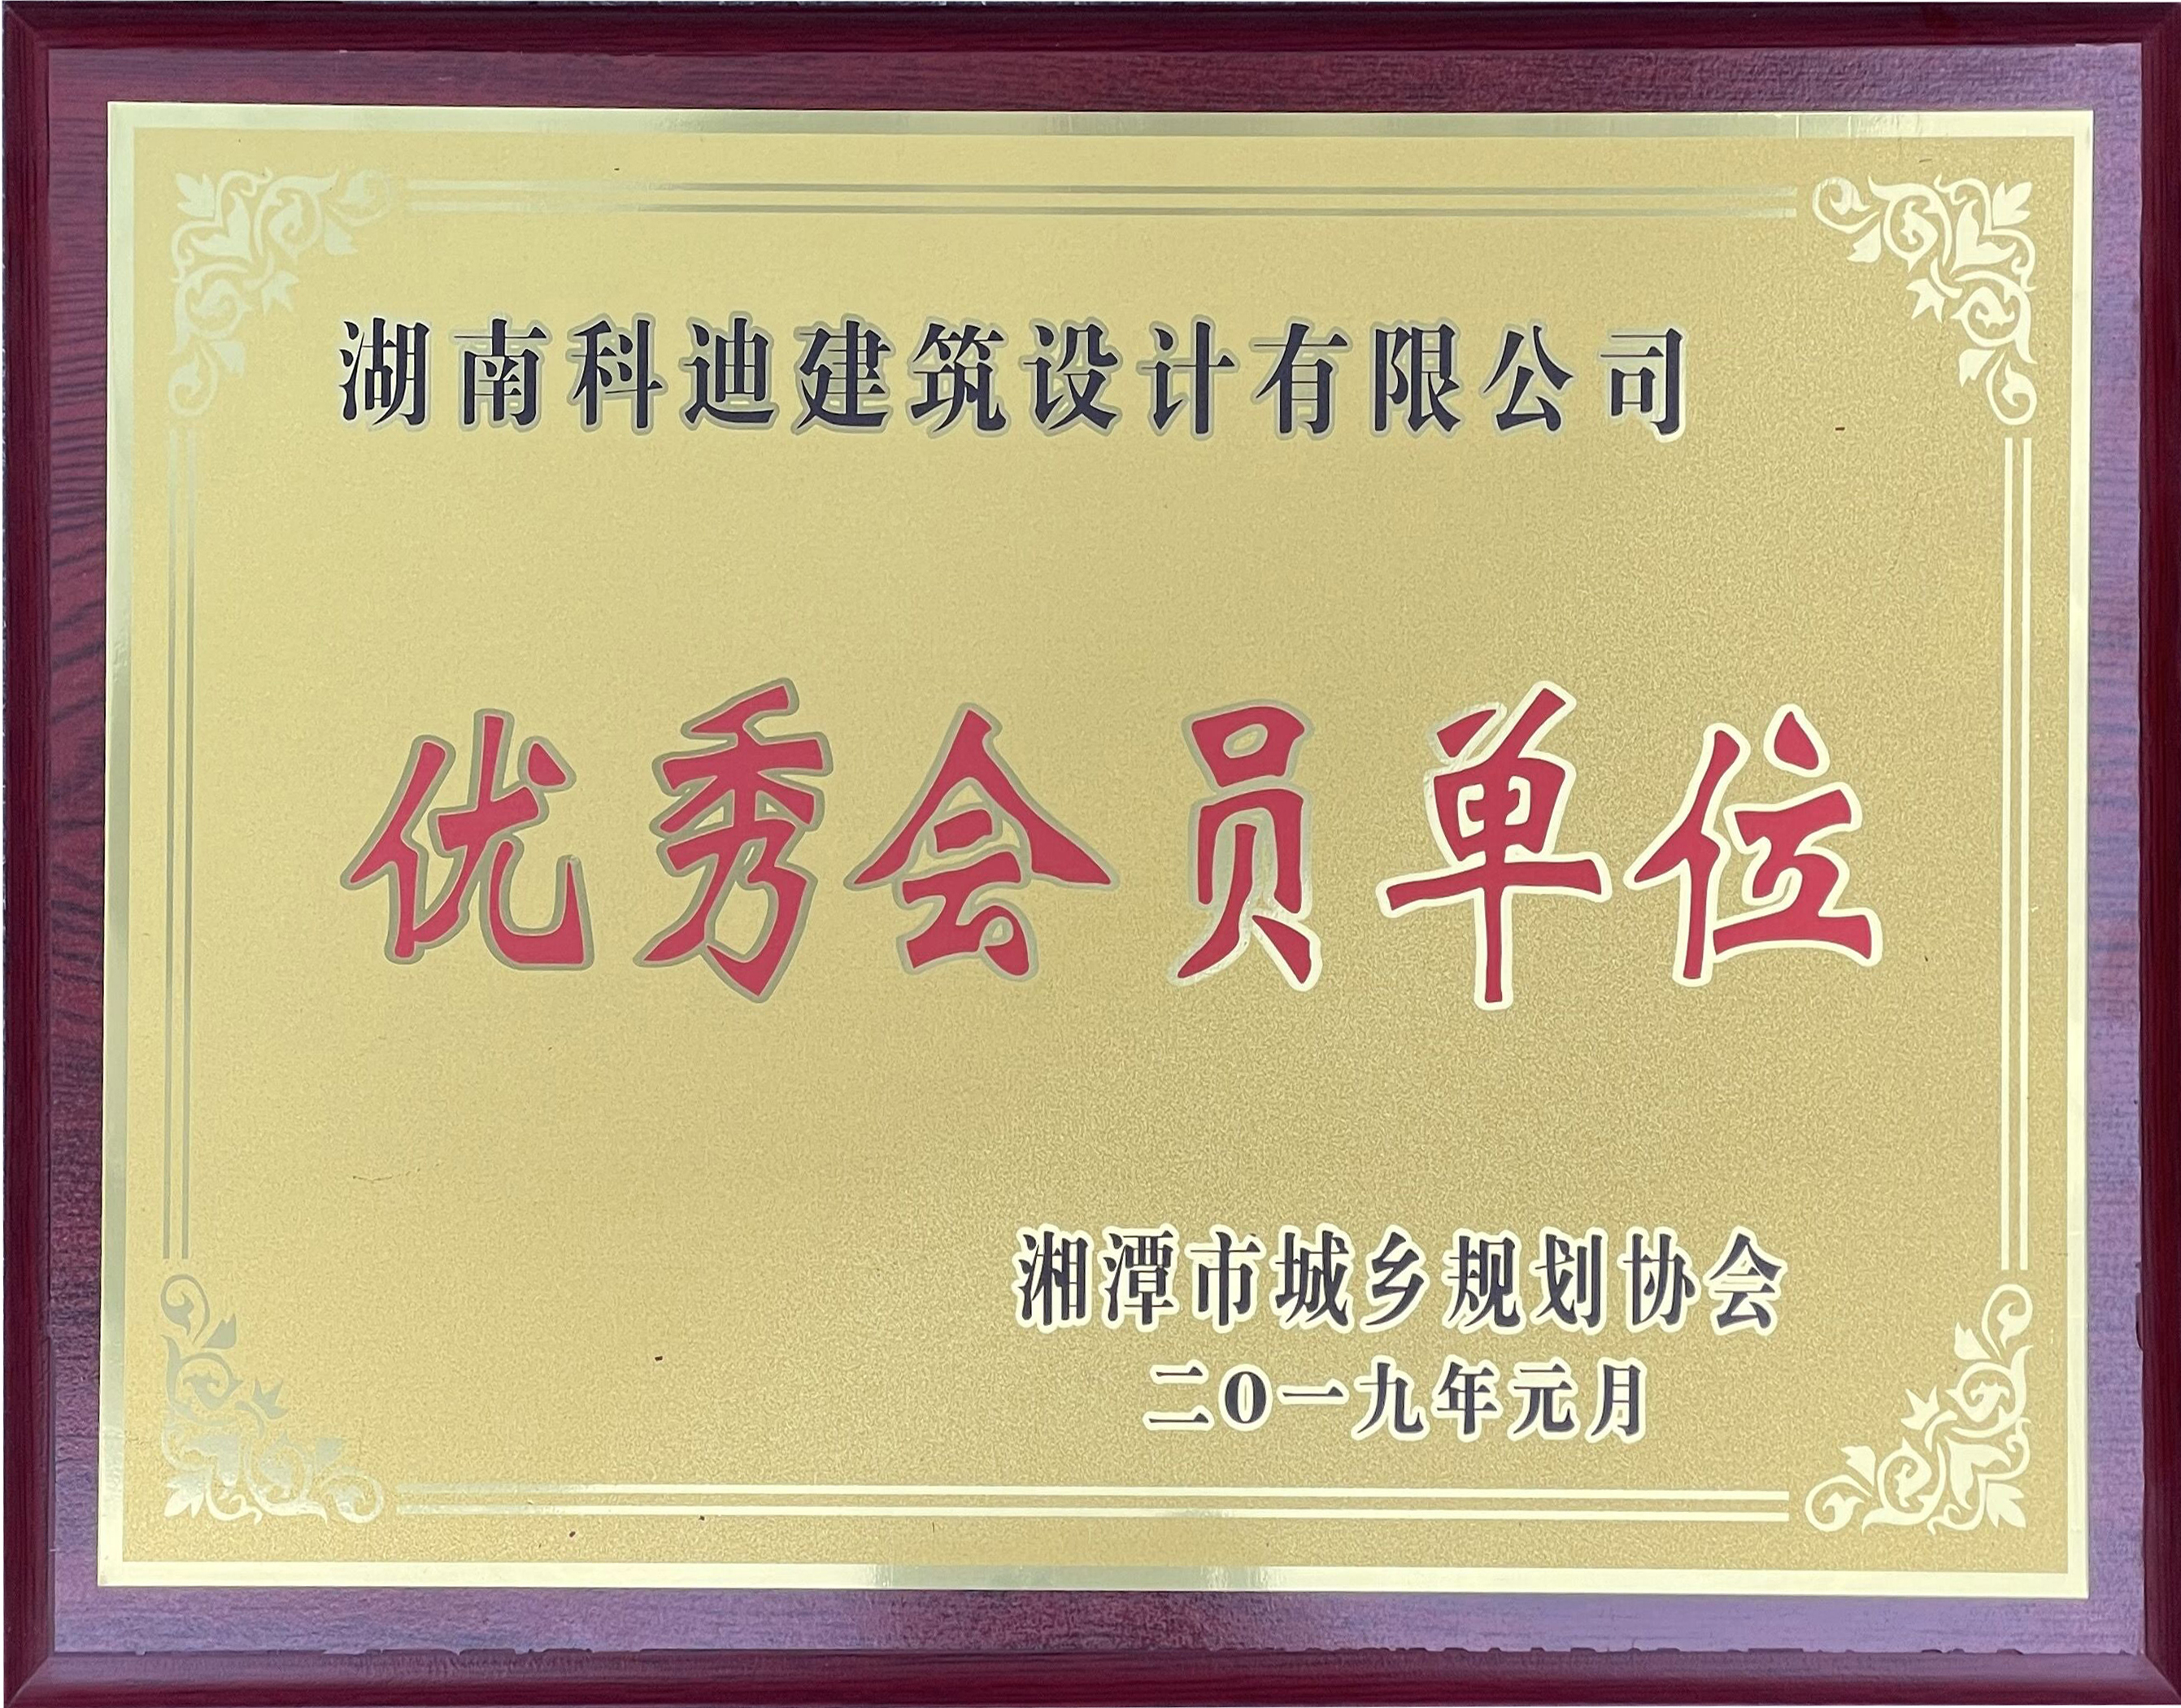 湖南科迪建筑设计有限公司
优秀会员单位
湘潭市城乡规划协会
二0一九年元月